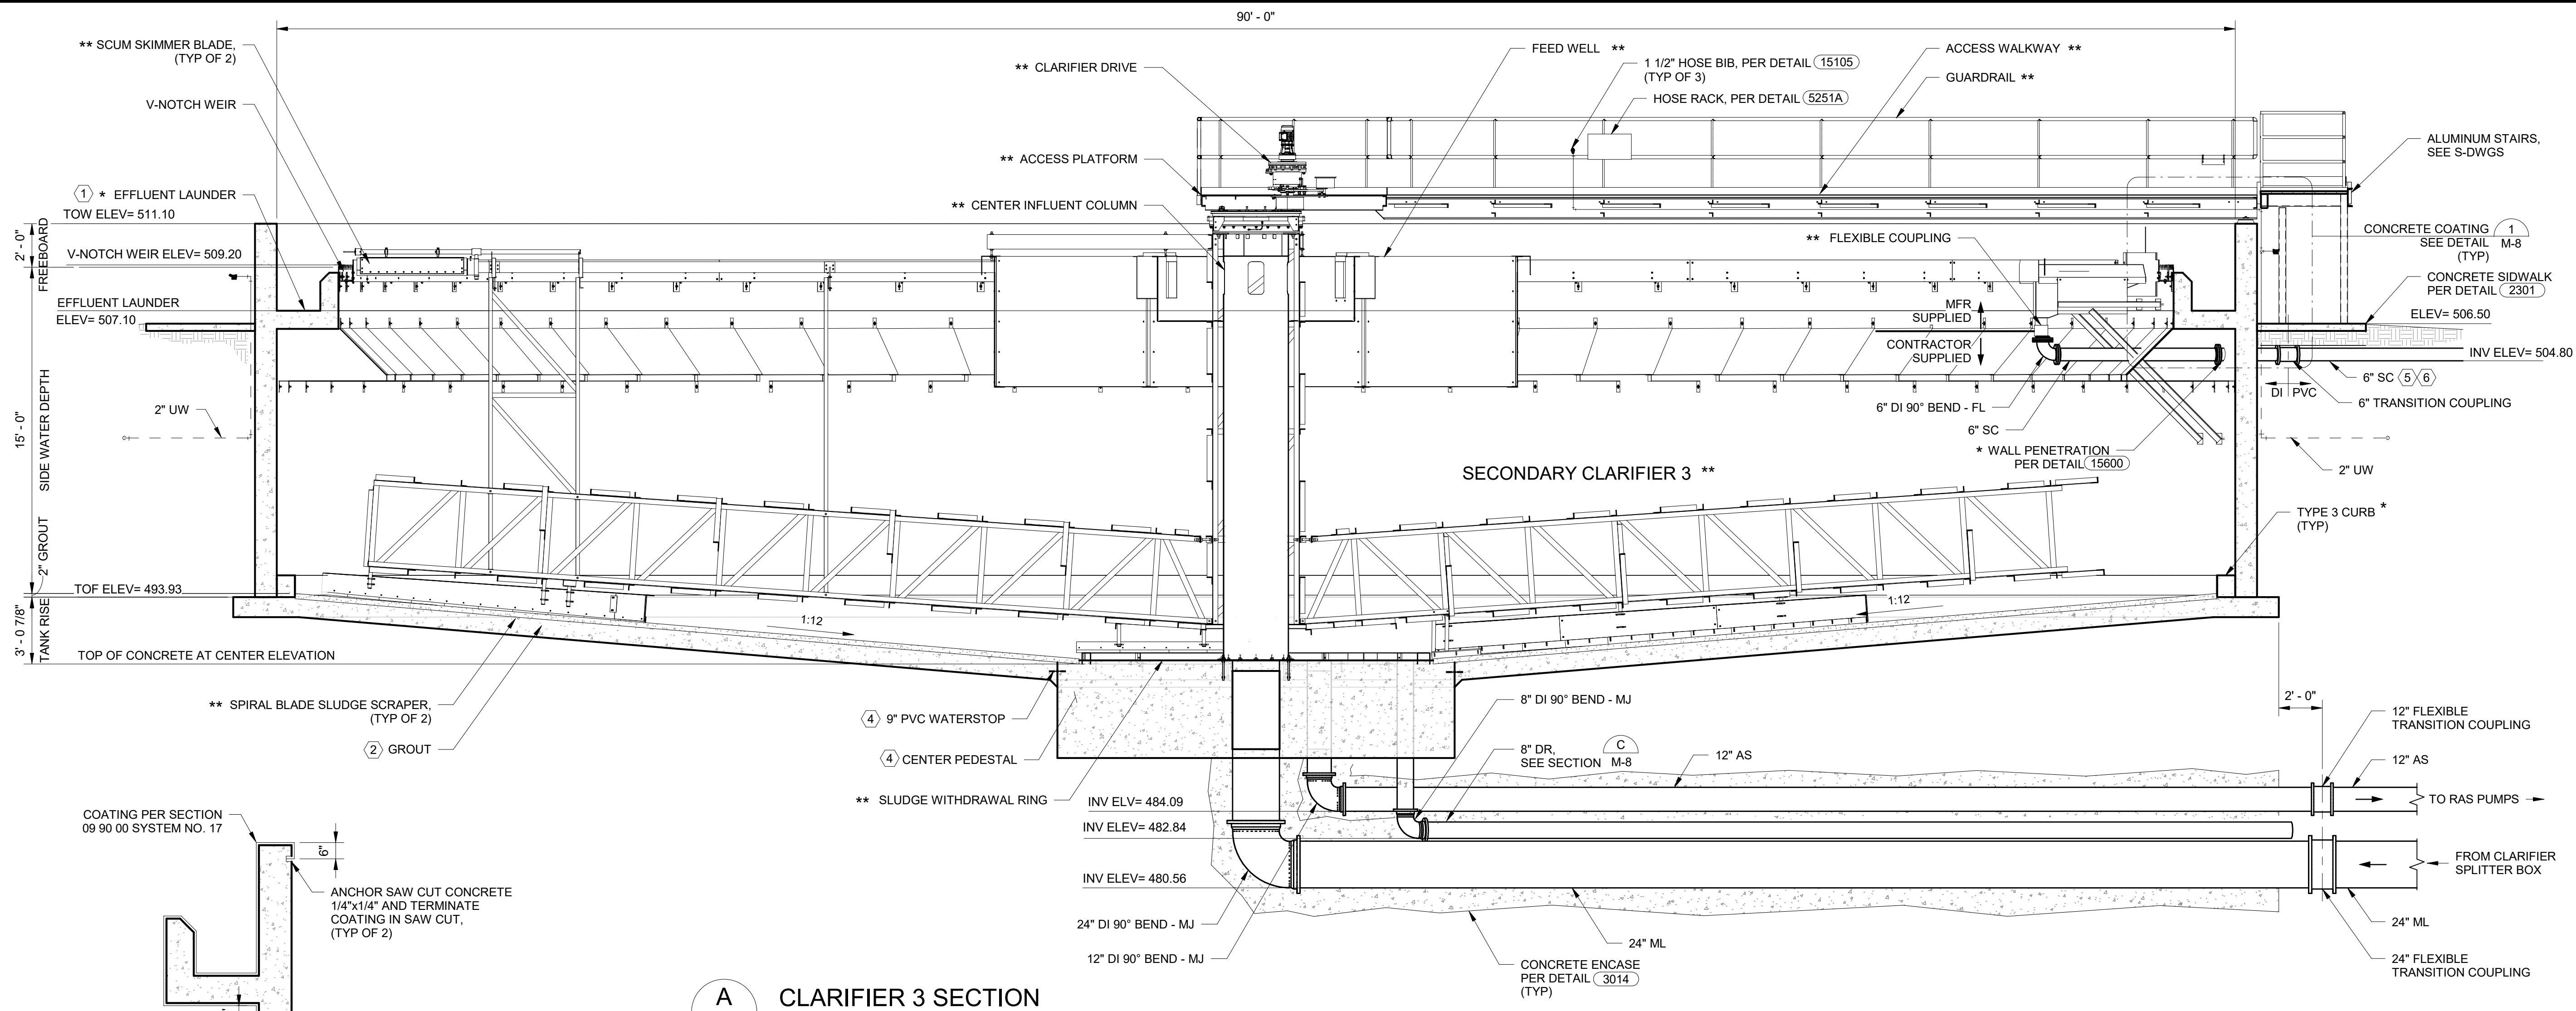 90' - 0"
** SCUM SKIMMER BLADE,
(TYP OF 2)
V-NOTCH WEIR
1 * EFFLUENT LAUNDER
TOW ELEV= 511.10
2' - 0"
FREEBOARD
V-NOTCH WEIR ELEV= 509.20
EFFLUENT LAUNDER
ELEV= 507.10
15' - 0"
SIDE WATER DEPTH
2" UW
2" GROUT
TOF ELEV= 493.93
3' - 0 7/8"
TANK RISE
TOP OF CONCRETE AT CENTER ELEVATION
** SPIRAL BLADE SLUDGE SCRAPER,
(TYP OF 2)
2 GROUT
1:12
** CLARIFIER DRIVE
** ACCESS PLATFORM
** CENTER INFLUENT COLUMN
FEED WELL **
1 1/2" HOSE BIB, PER DETAIL 15105
(TYP OF 3)
HOSE RACK, PER DETAIL 5251A
ACCESS WALKWAY **
GUARDRAIL **
ALUMINUM STAIRS,
SEE S-DWGS
** FLEXIBLE COUPLING
CONCRETE COATING
SEE DETAIL
(TYP)
1
M-8
CONCRETE SIDWALK
PER DETAIL 2301
ELEV= 506.50
MFR
SUPPLIED
CONTRACTOR
SUPPLIED
INV ELEV= 504.80
6" SC 5 6
DI PVC
6" TRANSITION COUPLING
6" DI 90° BEND - FL
6" SC
* WALL PENETRATION
PER DETAIL 15600
2" UW
SECONDARY CLARIFIER 3 **
TYPE 3 CURB *
(TYP)
1:12
4 9" PVC WATERSTOP
4 CENTER PEDESTAL
** SLUDGE WITHDRAWAL RING
8" DI 90° BEND - MJ
8" DR,
SEE SECTION
C
M-8
12" AS
2' - 0"
12" FLEXIBLE
TRANSITION COUPLING
12" AS
TO RAS PUMPS
INV ELV= 484.09
INV ELEV= 482.84
INV ELEV= 480.56
FROM CLARIFIER
SPLITTER BOX
24" DI 90° BEND - MJ
12" DI 90° BEND - MJ
24" ML
24" ML
CONCRETE ENCASE
PER DETAIL 3014
(TYP)
24" FLEXIBLE
TRANSITION COUPLING
COATING PER SECTION
09 90 00 SYSTEM NO. 17
6"
ANCHOR SAW CUT CONCRETE
1/4"x1/4" AND TERMINATE
COATING IN SAW CUT,
(TYP OF 2)
A
CLARIFIER 3 SECTION